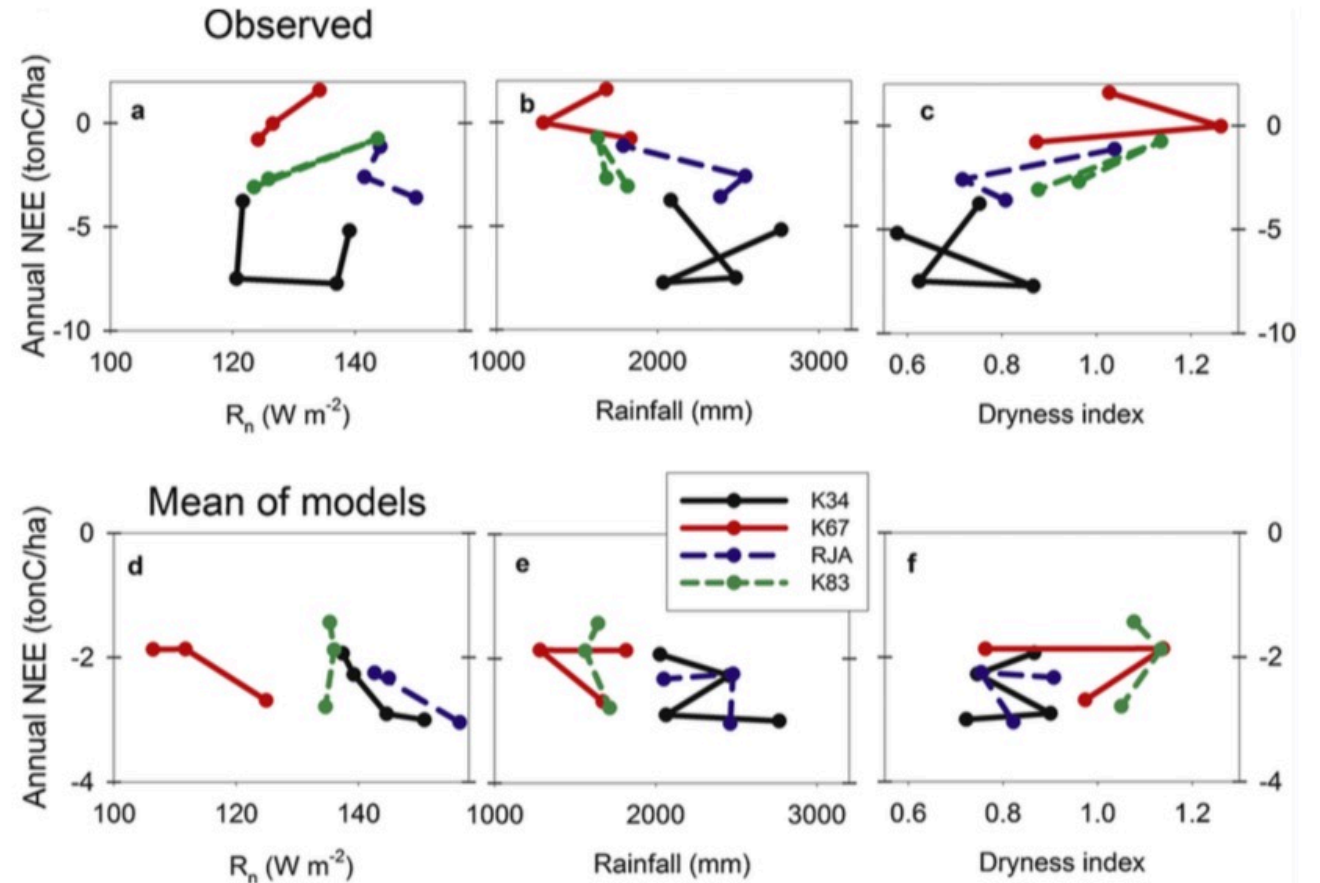 Observed
Annual NEE (tonC/ha)
a
b
c
0
-5
-10
0
-5
-10
100
120
140
1000
2000
3000
0.6
0.8
1.0
1.2
Rn (W m-2)
Rainfall (mm)
Dryness index
Mean of models
Annual NEE (tonC/ha)
K34
K67
RJA
K83
d
e
f
0
-2
-4
0
-2
-4
100
120
140
1000
2000
3000
0.6
0.8
1.0
1.2
Rn (W m-2)
Rainfall (mm)
Dryness index